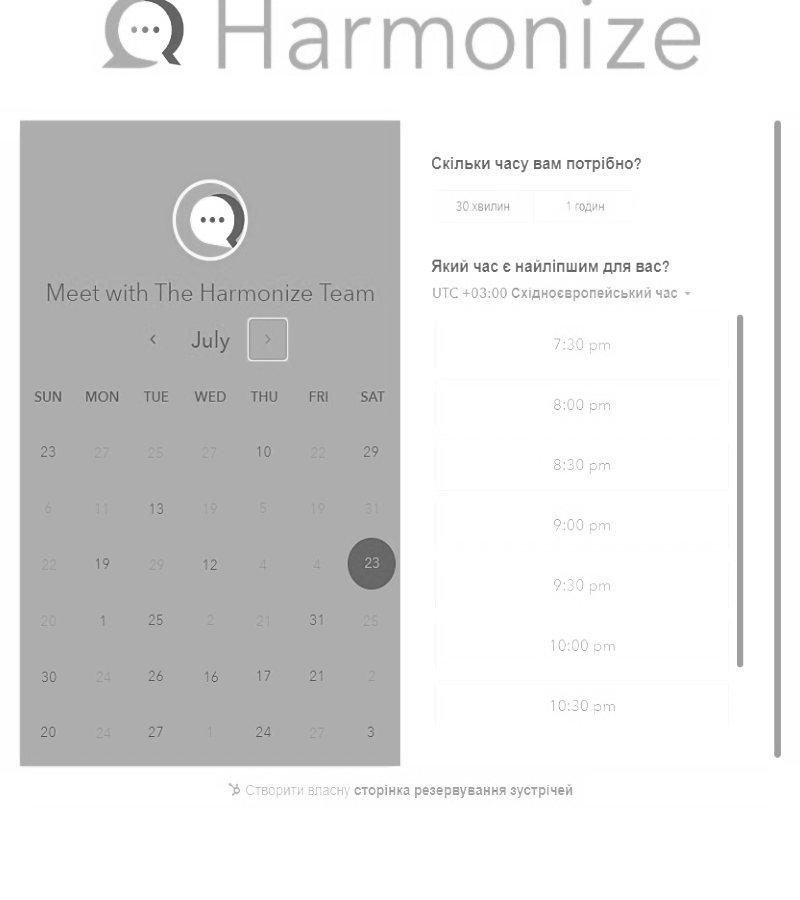 Harmonize
Meet with The Harmonize Team
July
SUN MON TUE WED THU FRI SAT
23 27 25 27 10 22 29
6 11 13 19 5 19 31
22 19 29 12 4 4 23
20 1 25 2 21 31 25
30 24 26 16 17 21 2
20 24 27 1 24 27 3
Скільки часу вам потрібно?
30 хвилин 1 годин
Який час є найліпшим для вас?
UTC +03:00 Східноєвропейський час
7:30 pm
8:00 pm
8:30 pm
9:00 pm
9:30 pm
10:00 pm
10:30 pm
Створити власну сторінка резервування зустрічей